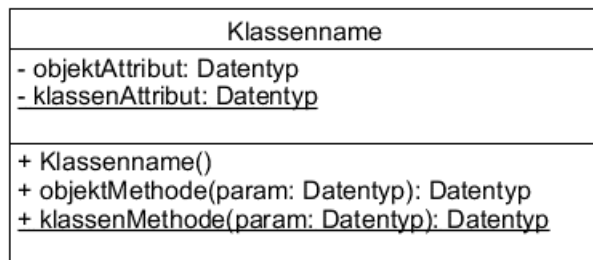 Klassenname
- objektAttribut: Datentyp
- klassenAttribut: Datentyp
+ Klassenname()
+ objektMethode(param: Datentyp): Datentyp
+ klassenMethode(param: Datentyp): Datentyp